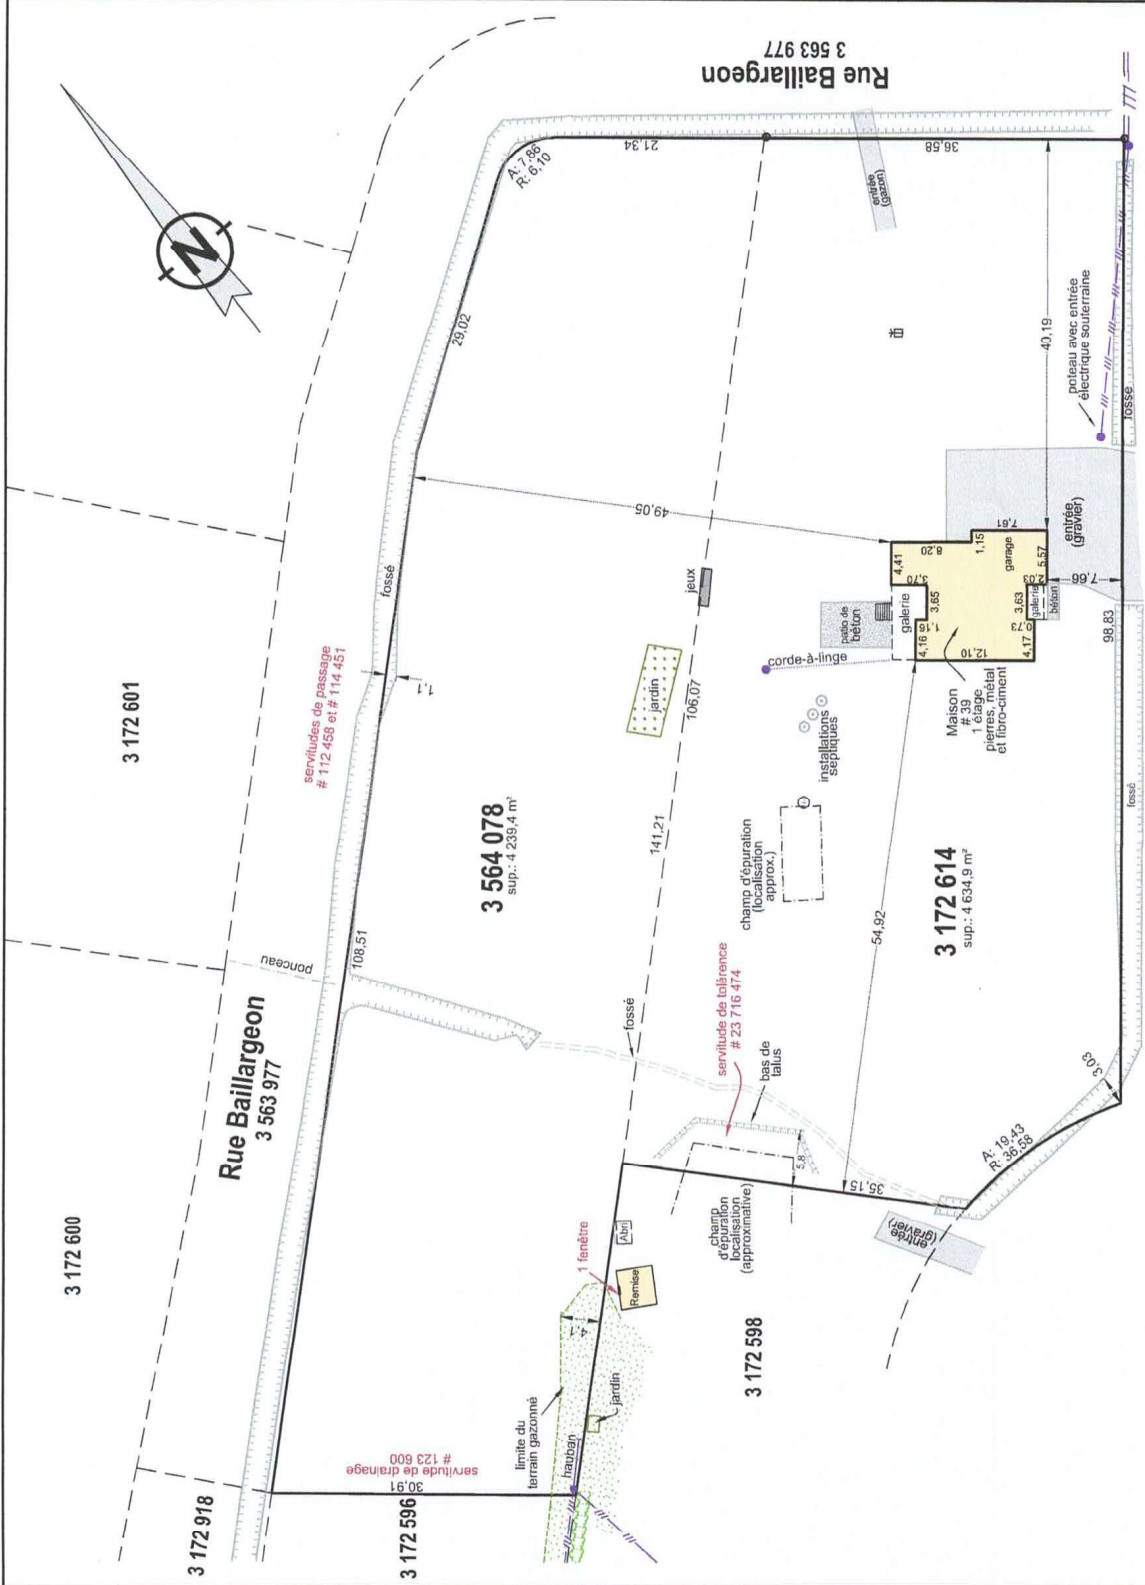 Rue Baillargeon
3 563 977
N
A: 7,86
R: 6,10
21,34
36,58
entrée
(gazon)
29,02
40,19
poteau avec entrée
électrique souterraine
fossé
49,05
3 172 601
servitudes de passage
# 112 458 et # 114 451
fossé
1,1
jeux
jardin
106,07
141,21
3 564 078
sup.: 4 239,4 m²
108,51
ponceau
Rue Baillargeon
3 563 977
3 172 600
corde-à-linge
patio de
béton
galerie
4,41
3,70
8,20
1,15
7,61
garage
5,57
2,03
3,65
1,16
4,16
12,10
3,63
0,73
4,17
galerie
béton
7,66
entrée
(gravier)
98,83
Maison
# 39
1 étage
pierres, métal
et fibro-ciment
installations
septiques
champ d'épuration
(localisation
approx.)
54,92
3 172 614
sup.: 4 634,9 m²
fossé
fossé
servitude de tolérence
# 23 716 474
bas de
talus
5,8
35,15
3,03
A: 19,43
R: 36,58
entrée
(gravier)
champ
d'épuration
localisation
(approximative)
Abri
1 fenêtre
Remise
4,1
3 172 598
limite du
terrain gazonné
jardin
hauban
servitude de drainage
# 123 600
30,91
3 172 918
3 172 596